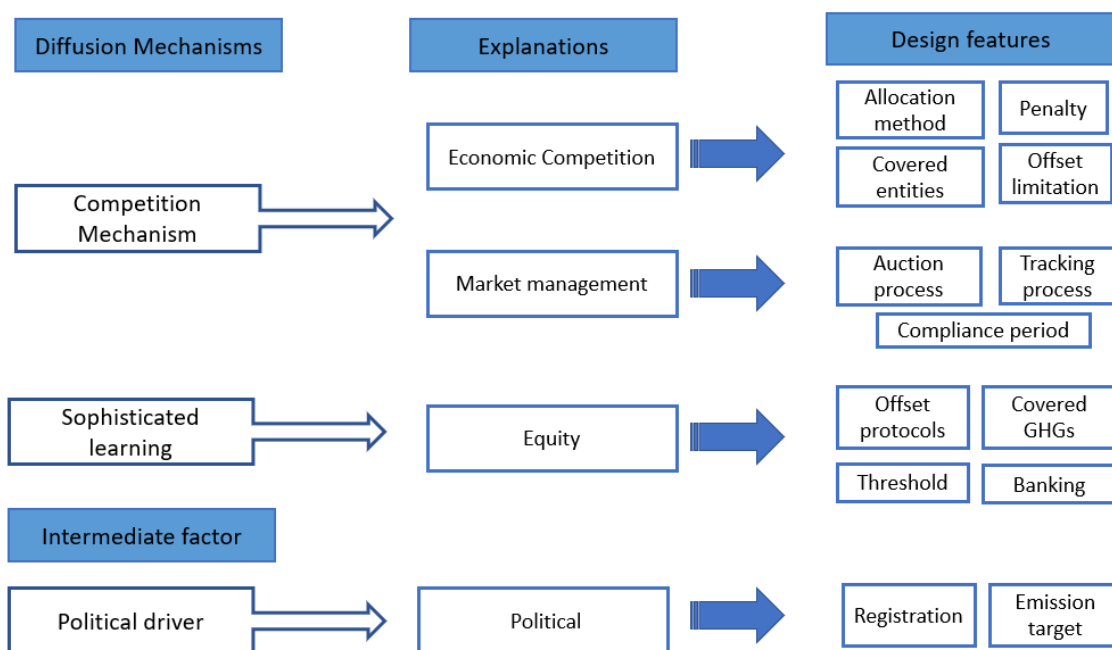 Diffusion Mechanisms
Explanations
Design features
Competition
Mechanism
Economic Competition
Allocation
method
Penalty
Covered
entities
Offset
limitation
Market management
Auction
process
Tracking
process
Compliance period
Sophisticated
learning
Equity
Offset
protocols
Covered
GHGs
Threshold
Banking
Intermediate factor
Political driver
Political
Registration
Emission
target